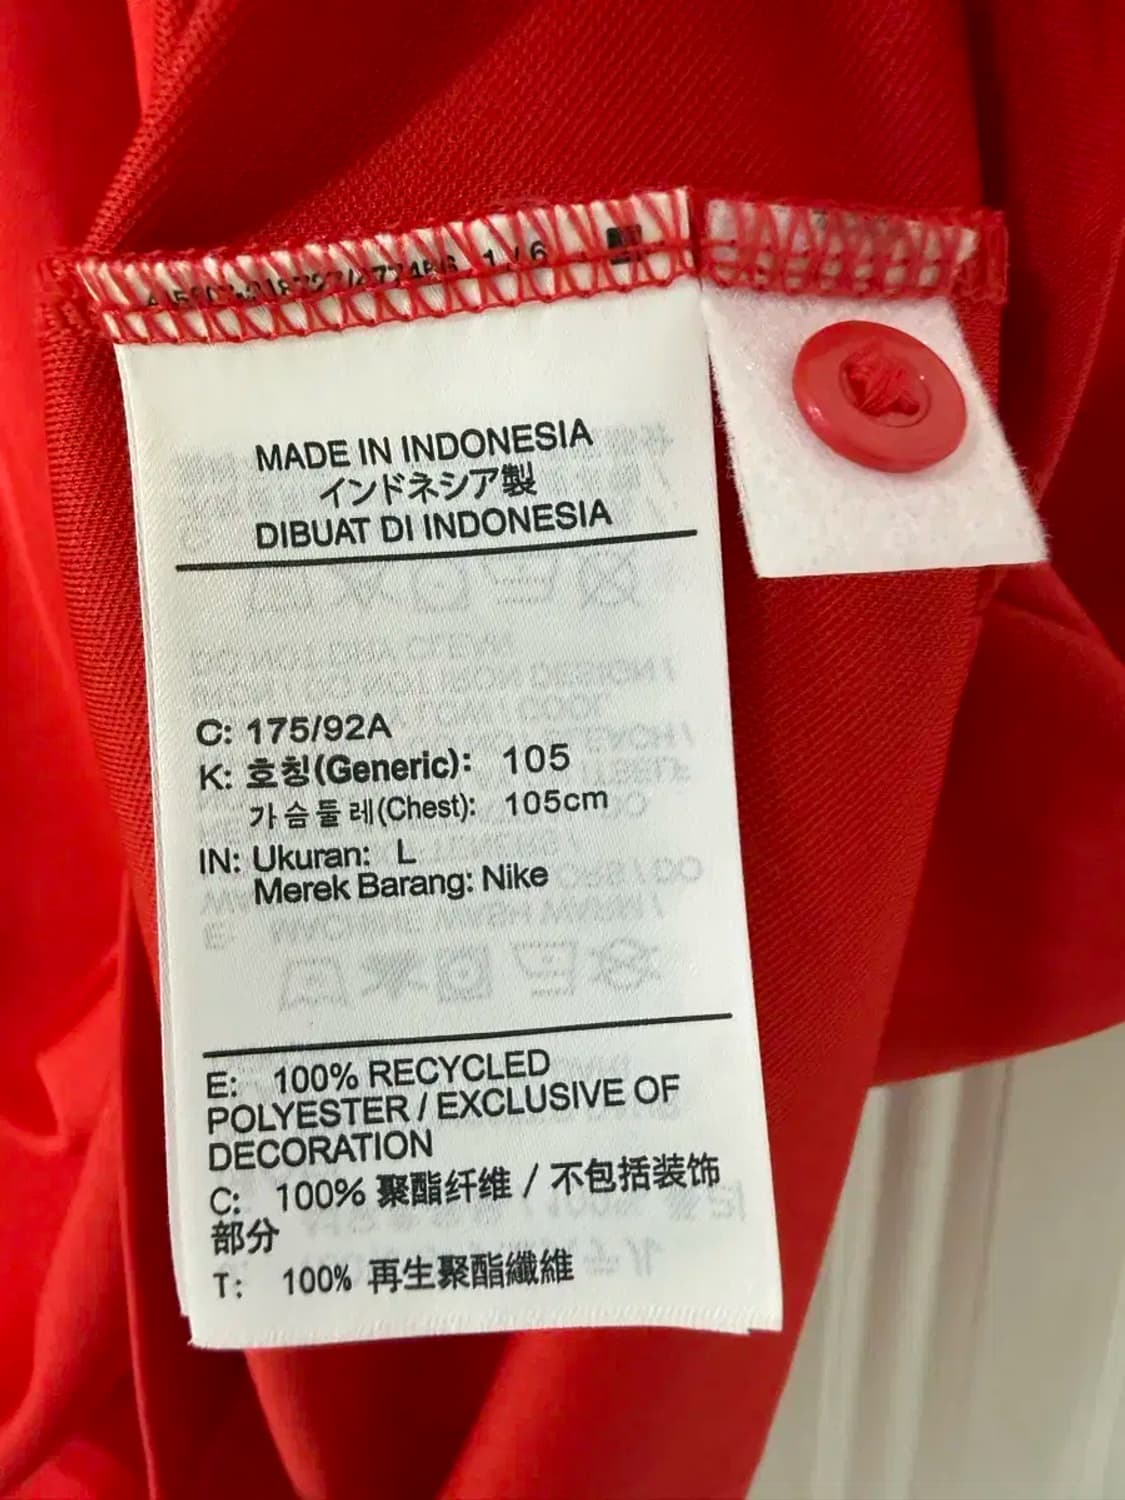 1 / 6
MADE IN INDONESIA
インドネシア製
DIBUAT DI INDONESIA
C: 175/92A
K: 호칭(Generic): 105
가슴둘레(Chest): 105cm
IN: Ukuran: L
Merek Barang: Nike
E: 100% RECYCLED
POLYESTER / EXCLUSIVE OF
DECORATION
C: 100% 聚酯纤维 / 不包括装饰
部分
T: 100% 再生聚酯纖維